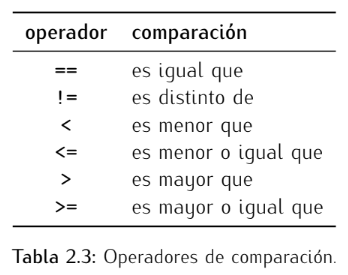 operador comparación
== es igual que
!= es distinto de
< es menor que
<= es menor o igual que
> es mayor que
>= es mayor o igual que
Tabla 2.3: Operadores de comparación.